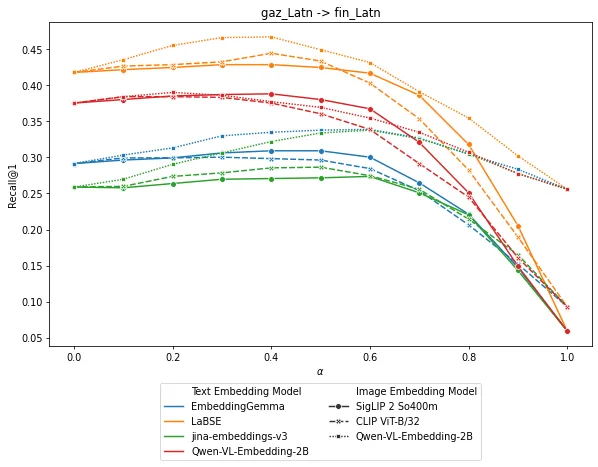 gaz_Latn -> fin_Latn
Recall@1
0.45
0.40
0.35
0.30
0.25
0.20
0.15
0.10
0.05
0.0 0.2 0.4 0.6 0.8 1.0
α
Text Embedding Model
EmbeddingGemma
LaBSE
jina-embeddings-v3
Qwen-VL-Embedding-2B
Image Embedding Model
SigLIP 2 So400m
CLIP ViT-B/32
Qwen-VL-Embedding-2B